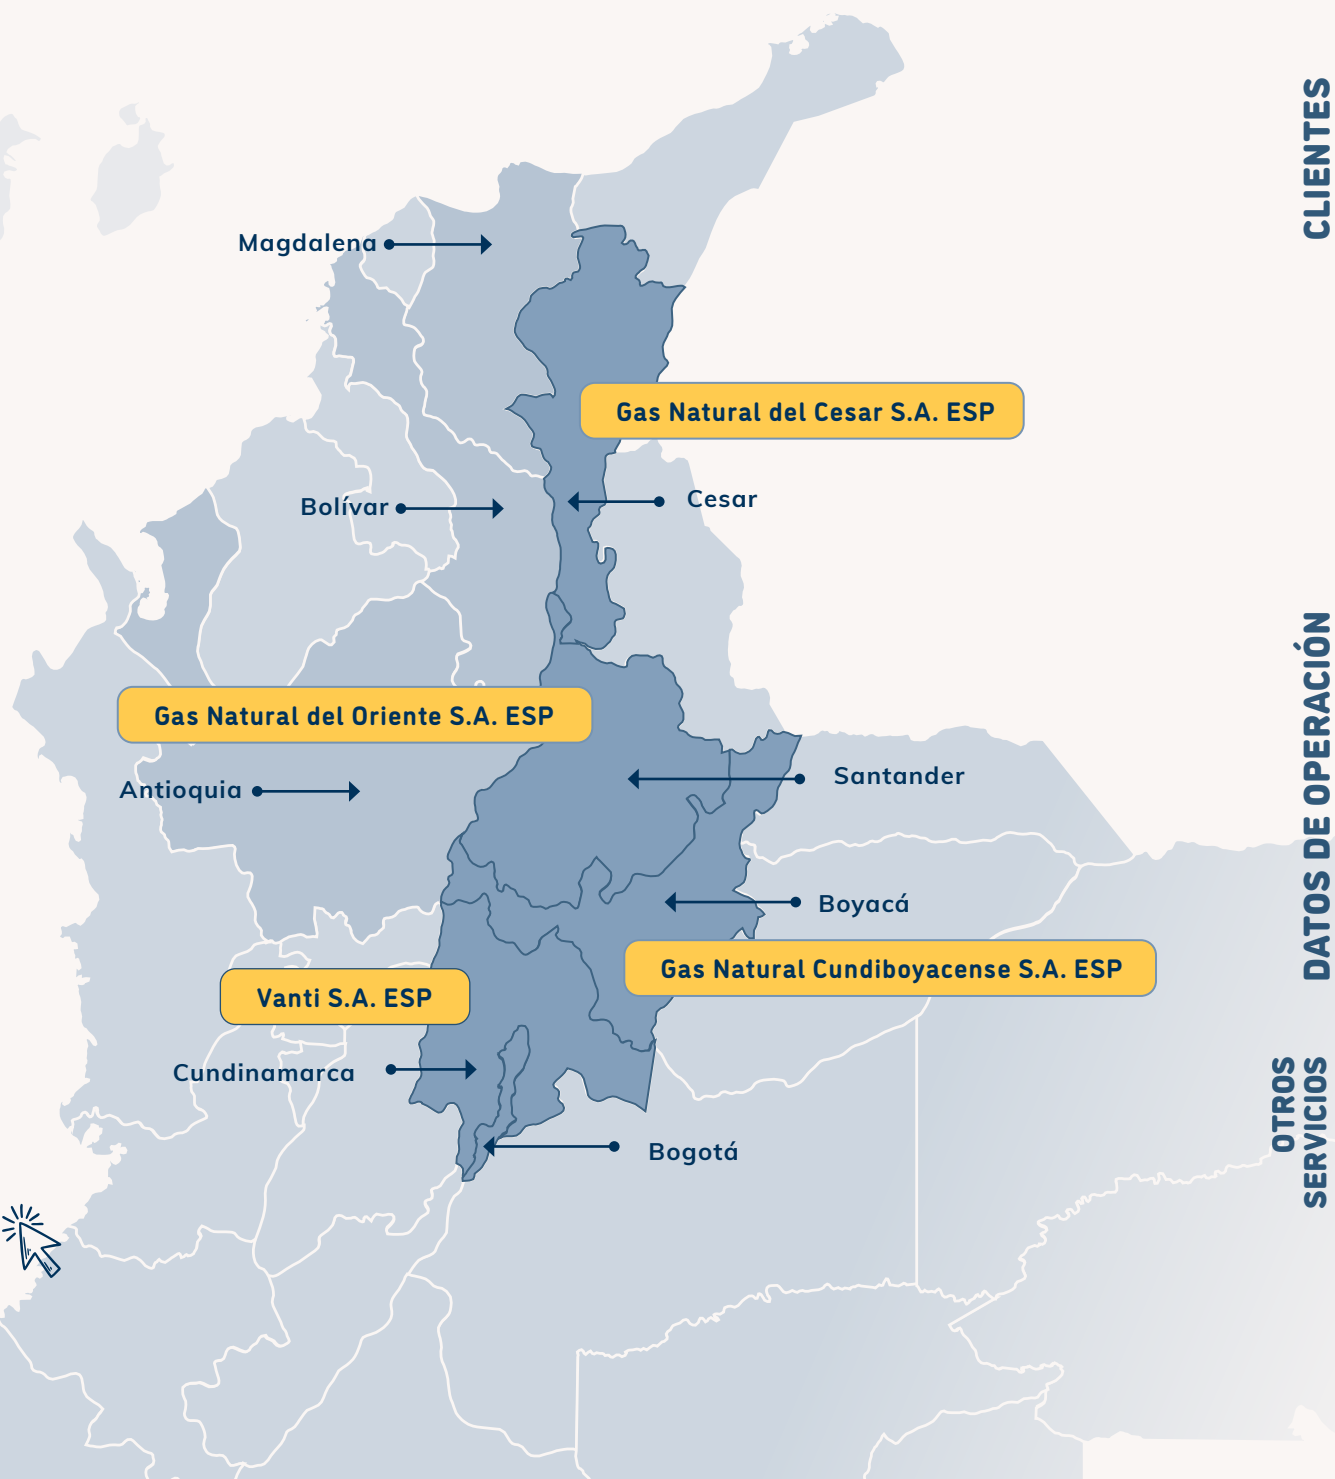 CLIENTES
Magdalena
Gas Natural del Cesar S.A. ESP
Bolívar
Cesar
Gas Natural del Oriente S.A. ESP
DATOS DE OPERACIÓN
Antioquia
Santander
Boyacá
Gas Natural Cundiboyacense S.A. ESP
Vanti S.A. ESP
Cundinamarca
OTROS
SERVICIOS
Bogotá